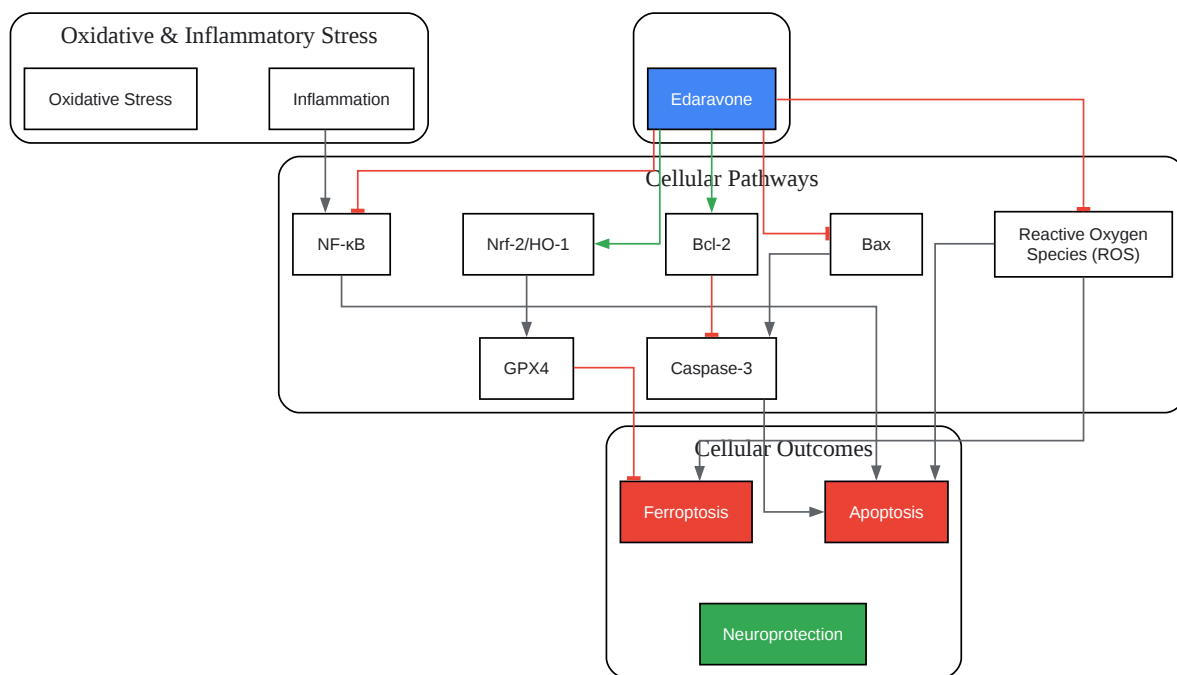 Oxidative & Inflammatory Stress
Oxidative Stress
Inflammation
Edaravone
Cellular Pathways
NF-κB
Nrf-2/HO-1
Bcl-2
Bax
Reactive Oxygen
Species (ROS)
GPX4
Caspase-3
Cellular Outcomes
Ferroptosis
Apoptosis
Neuroprotection